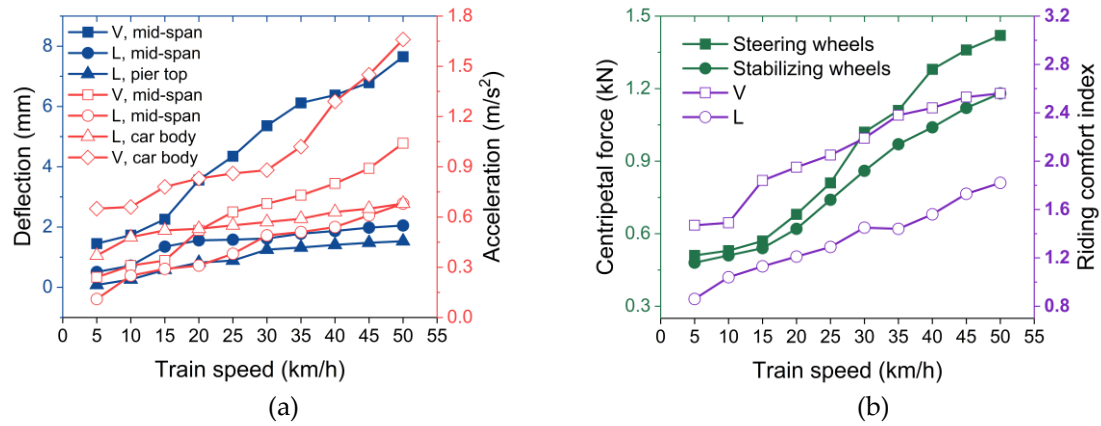 V, mid-span
L, mid-span
L, pier top
V, mid-span
L, mid-span
L, car body
V, car body
Deflection (mm)
8
6
4
2
0
Acceleration (m/s²)
1.8
1.5
1.2
0.9
0.6
0.3
0.0
0 5 10 15 20 25 30 35 40 45 50 55
Train speed (km/h)
(a)
Steering wheels
Stabilizing wheels
V
L
Centripetal force (kN)
1.5
1.2
0.9
0.6
0.3
Riding comfort index
3.2
2.8
2.4
2.0
1.6
1.2
0.8
0 5 10 15 20 25 30 35 40 45 50 55
Train speed (km/h)
(b)